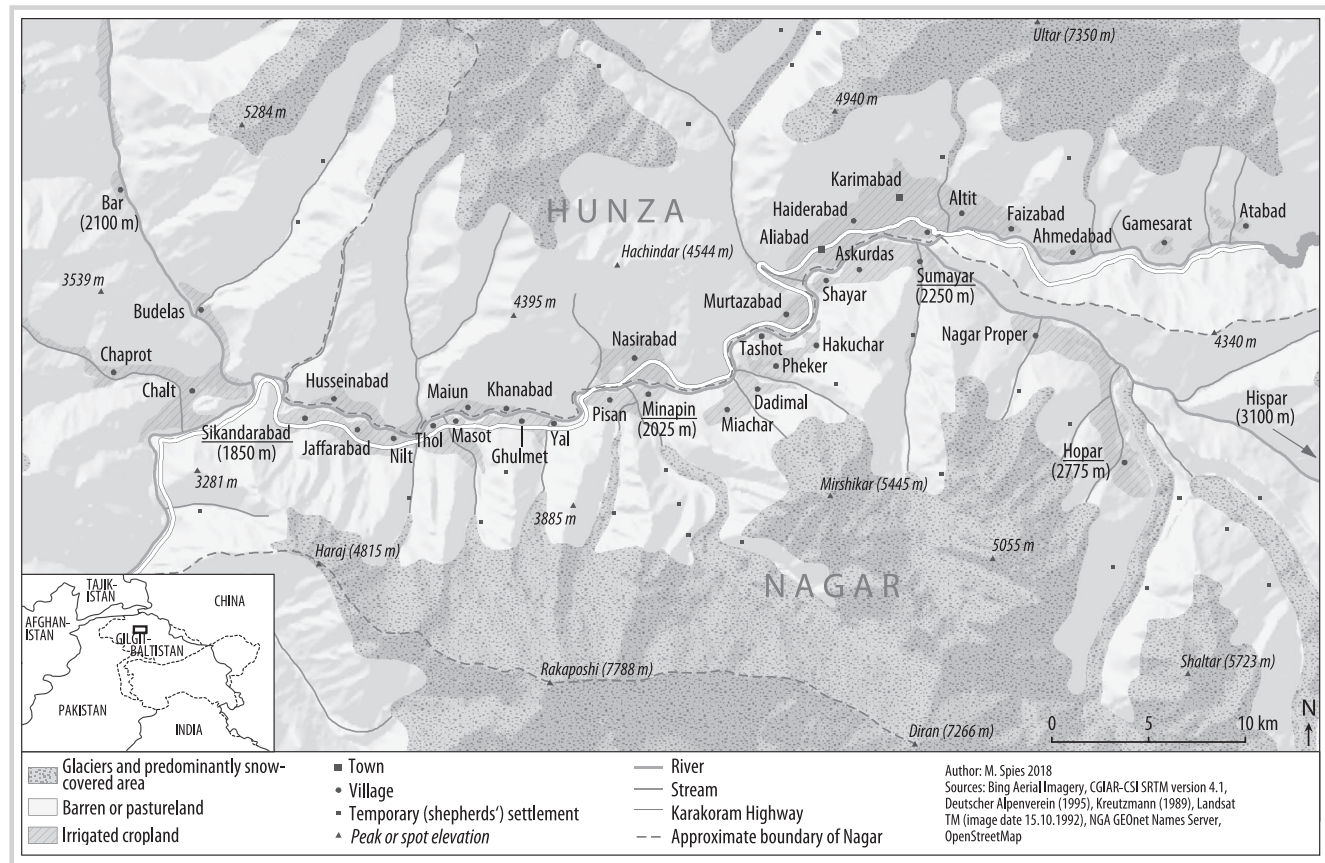 Ultar (7350 m)
5284 m
4940 m
Karimabad
Bar
(2100 m)
HUNZA
Haiderabad
Altit
Faizabad
Gamesarat
Atabad
Aliabad
Ahmedabad
Hachindar (4544 m)
Askurdas
3539 m
Sumayar
(2250 m)
Shayar
4395 m
Murtazabad
Budelas
Nasirabad
Nagar Proper
4340 m
Tashot
Hakuchar
Chaprot
Pheker
Chalt
Husseinabad
Maiun
Khanabad
Hispar
(3100 m)
Pisan
Minapin
(2025 m)
Dadimal
Miachar
Sikandarabad
(1850 m)
Jaffarabad
Nilt
Thol
Masot
Ghulmet
Yal
Hopar
(2775 m)
3281 m
Mirshikar (5445 m)
3885 m
Haraj (4815 m)
5055 m
NAGAR
Rakaposhi (7788 m)
Shaltar (5723 m)
Diran (7266 m)
TAJIK-
ISTAN
CHINA
AFGHAN-
ISTAN
GILGIT-
BALTISTAN
PAKISTAN
INDIA
0 5 10 km
N
Glaciers and predominantly snow-
covered area
Barren or pastureland
Irrigated cropland
Town
Village
Temporary (shepherds‘) settlement
Peak or spot elevation
River
Stream
Karakoram Highway
Approximate boundary of Nagar
Author: M. Spies 2018
Sources: Bing Aerial Imagery, CGIAR-CSI SRTM version 4.1,
Deutscher Alpenverein (1995), Kreutzmann (1989), Landsat
TM (image date 15.10.1992), NGA GEOnet Names Server,
OpenStreetMap